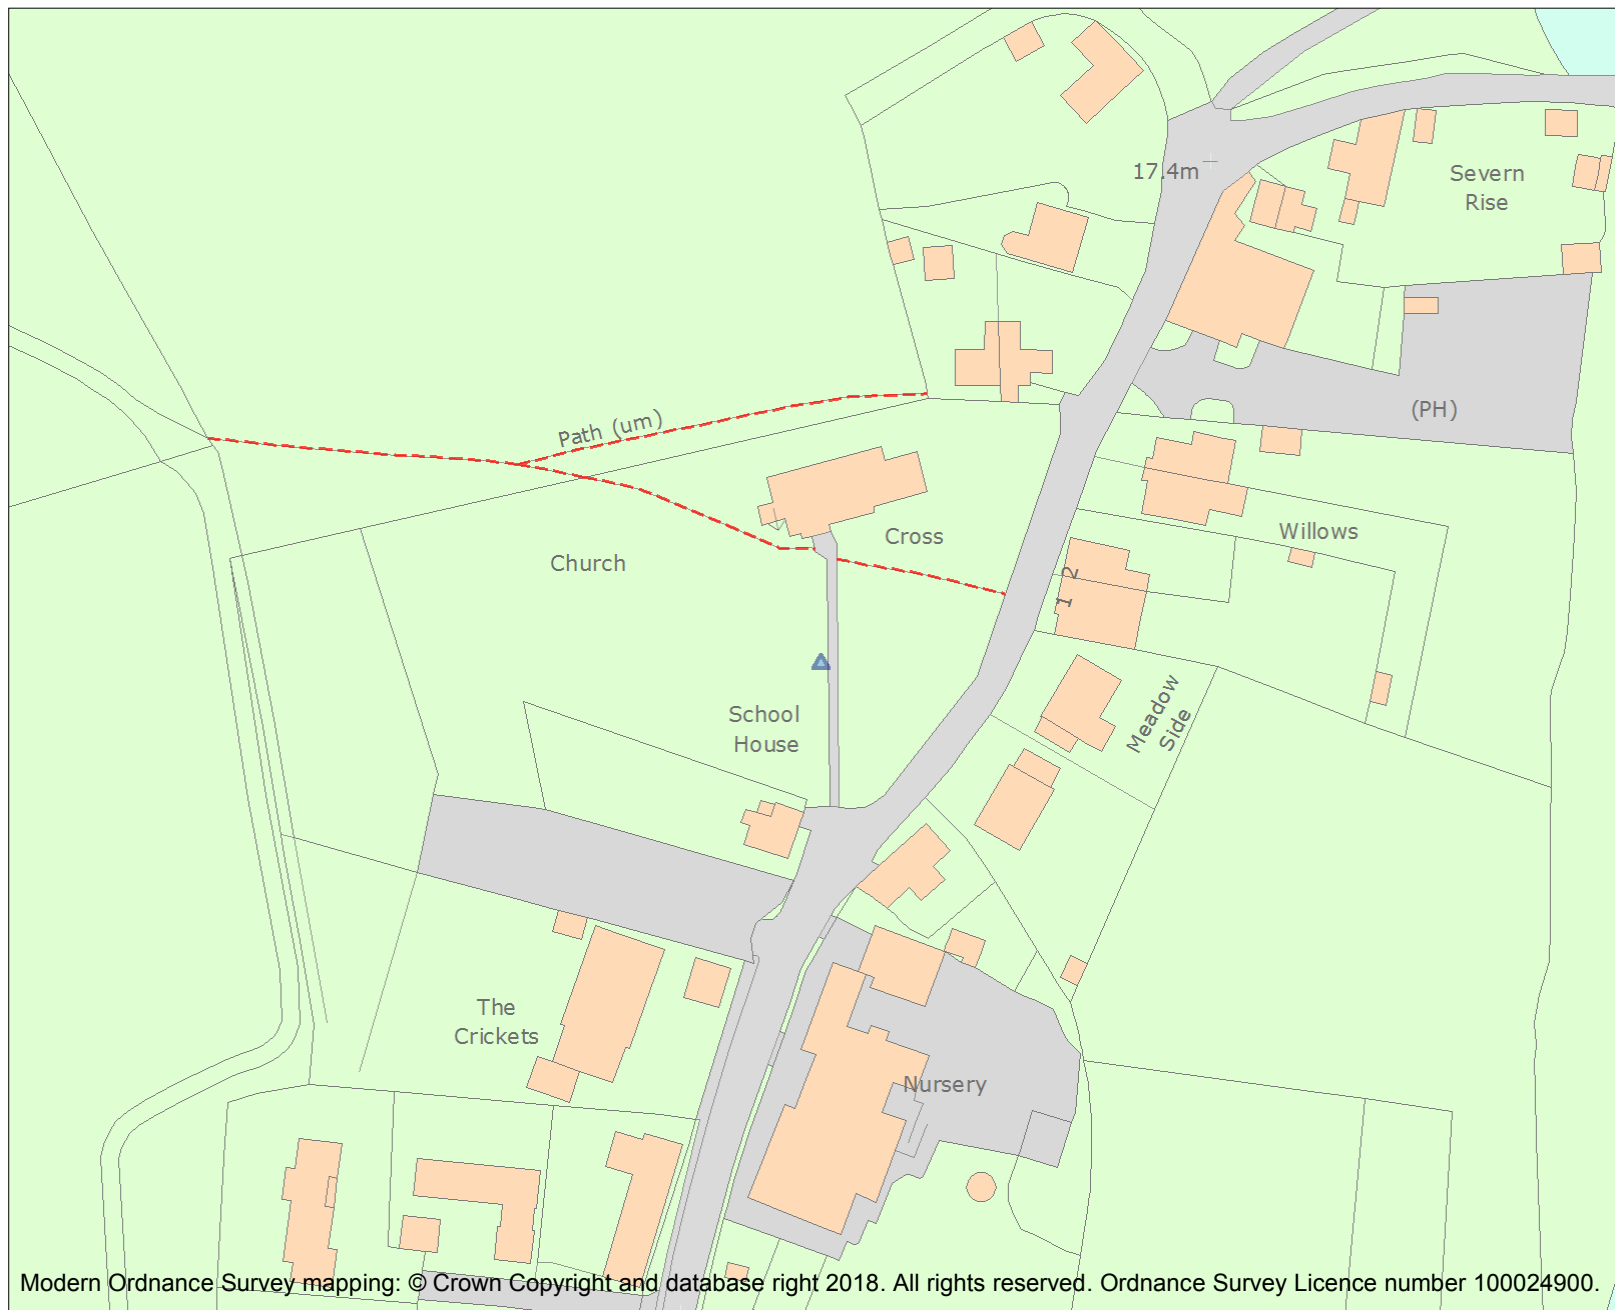 17.4m
Severn
Rise
Path (um)
(PH)
Cross
Willows
Church
2
1
School
House
Meadow
Side
The
Crickets
Nursery
Modern Ordnance Survey mapping: © Crown Copyright and database right 2018. All rights reserved. Ordnance Survey Licence number 100024900.